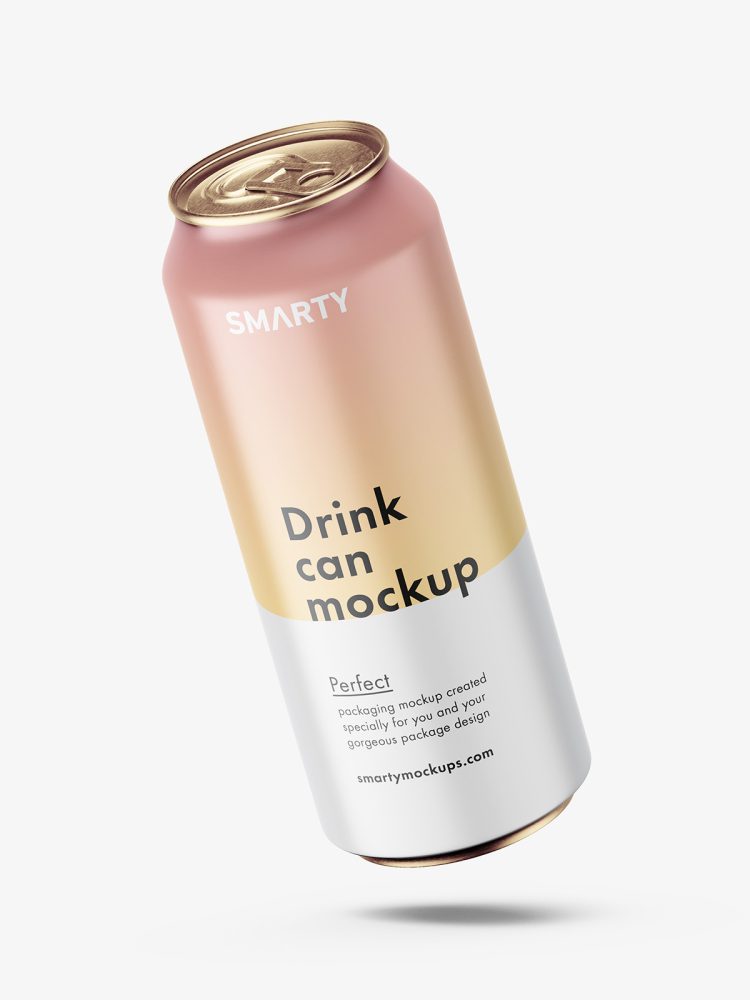 SMARTY
Drink
can
mockup
Perfect
packaging mockup created
specially for you and your
gorgeous package design
smartymockups.com